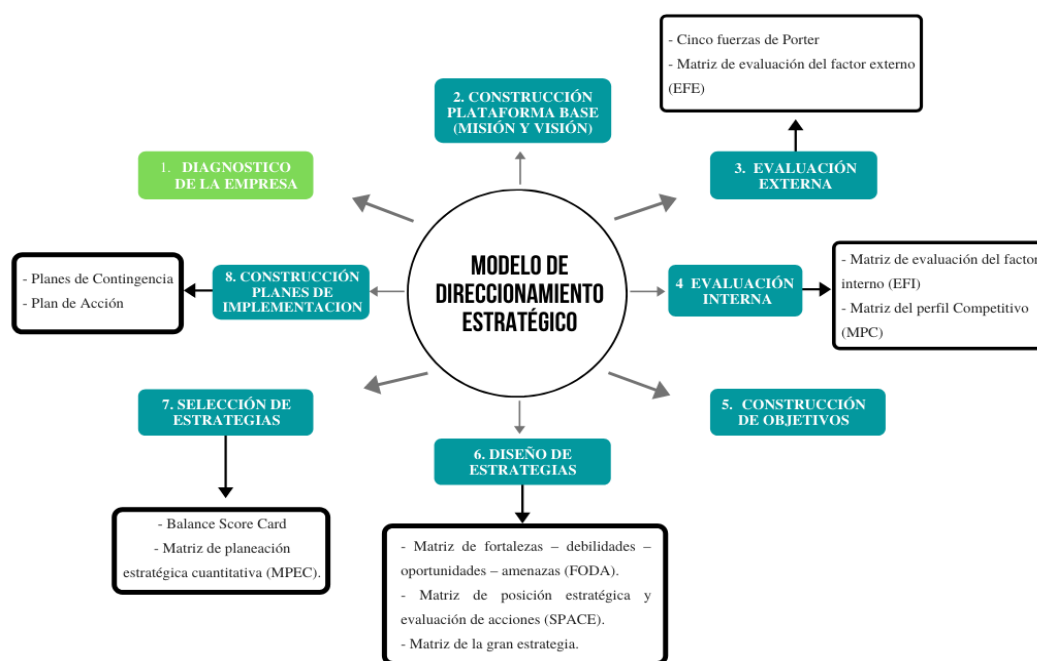 MODELO DE
DIRECCIONAMIENTO
ESTRATÉGICO
1. DIAGNOSTICO
DE LA EMPRESA
2. CONSTRUCCIÓN
PLATAFORMA BASE
(MISIÓN Y VISIÓN)
3. EVALUACIÓN
EXTERNA
- Cinco fuerzas de Porter
- Matriz de evaluación del factor externo
(EFE)
4 EVALUACIÓN
INTERNA
- Matriz de evaluación del factor
interno (EFI)
- Matriz del perfil Competitivo
(MPC)
5. CONSTRUCCIÓN
DE OBJETIVOS
6. DISEÑO DE
ESTRATEGIAS
- Matriz de fortalezas – debilidades –
oportunidades – amenazas (FODA).
- Matriz de posición estratégica y
evaluación de acciones (SPACE).
- Matriz de la gran estrategia.
7. SELECCIÓN DE
ESTRATEGIAS
- Balance Score Card
- Matriz de planeación
estratégica cuantitativa (MPEC).
8. CONSTRUCCIÓN
PLANES DE
IMPLEMENTACION
- Planes de Contingencia
- Plan de Acción